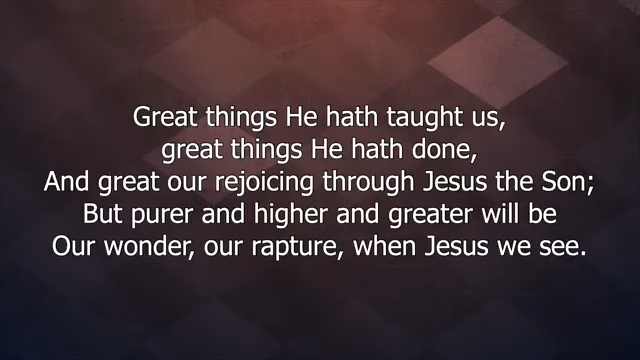 Great things He hath taught us,
great things He hath done,
And great our rejoicing through Jesus the Son;
But purer and higher and greater will be
Our wonder, our rapture, when Jesus we see.